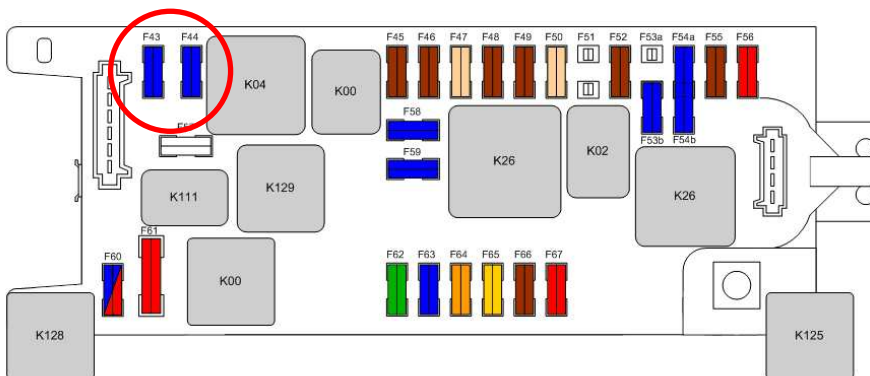 F43 F44 F45 F46 F47 F48 F49 F50 F51 F52 F53a F54a F55 F56
K04 K00
F58
F59
K26 K02
F53b F54b
K111 K129 K26
F61
F60 K00
F62 F63 F64 F65 F66 F67
K128 K125